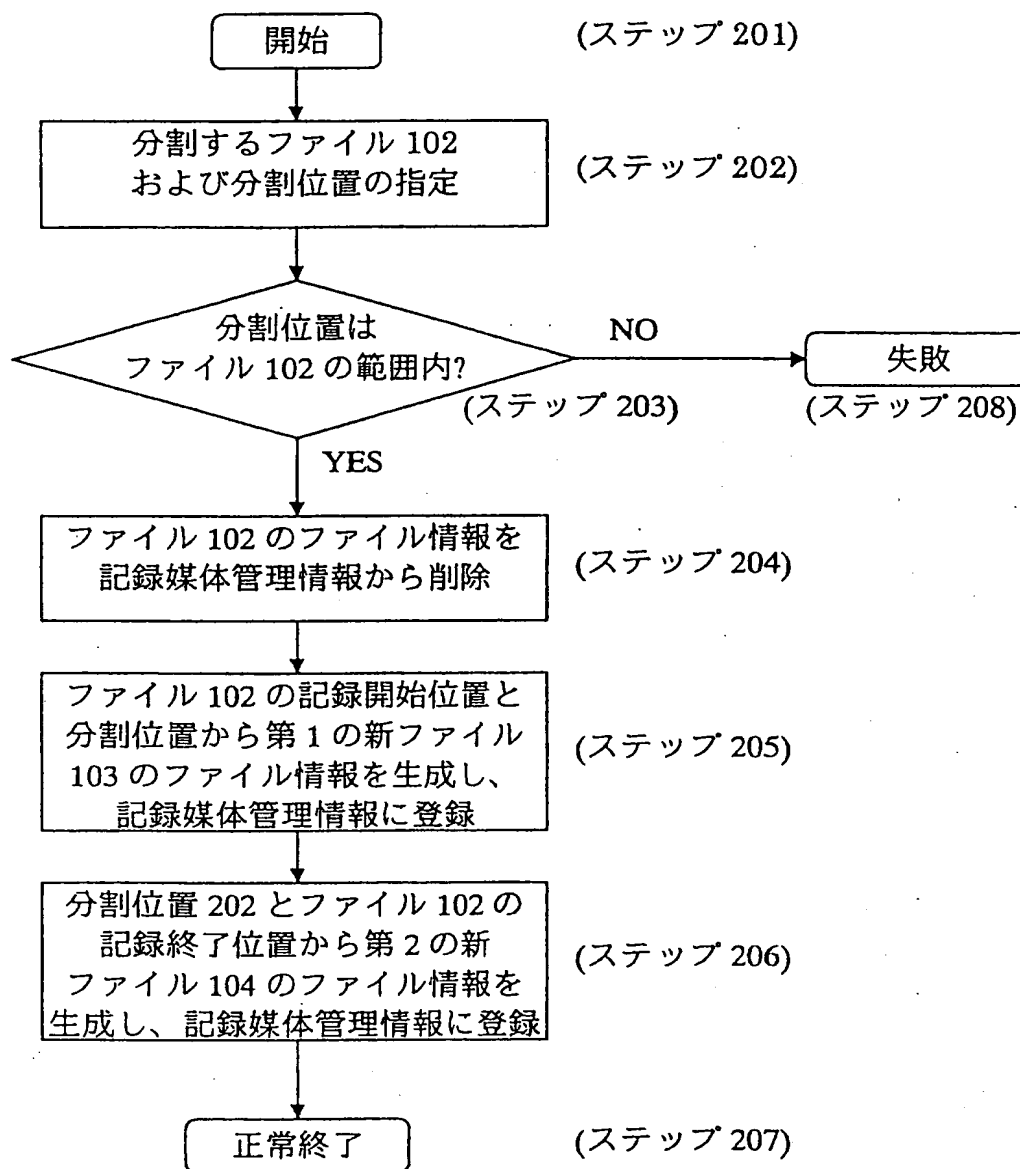 開始
(ステップ 201)
分割するファイル 102
および分割位置の指定
(ステップ 202)
分割位置は
ファイル 102 の範囲内?
(ステップ 203)
NO
失敗
(ステップ 208)
YES
ファイル 102 のファイル情報を
記録媒体管理情報から削除
(ステップ 204)
ファイル 102 の記録開始位置と
分割位置から第 1 の新ファイル
103 のファイル情報を生成し、
記録媒体管理情報に登録
(ステップ 205)
分割位置 202 とファイル 102 の
記録終了位置から第 2 の新
ファイル 104 のファイル情報を
生成し、記録媒体管理情報に登録
(ステップ 206)
正常終了
(ステップ 207)